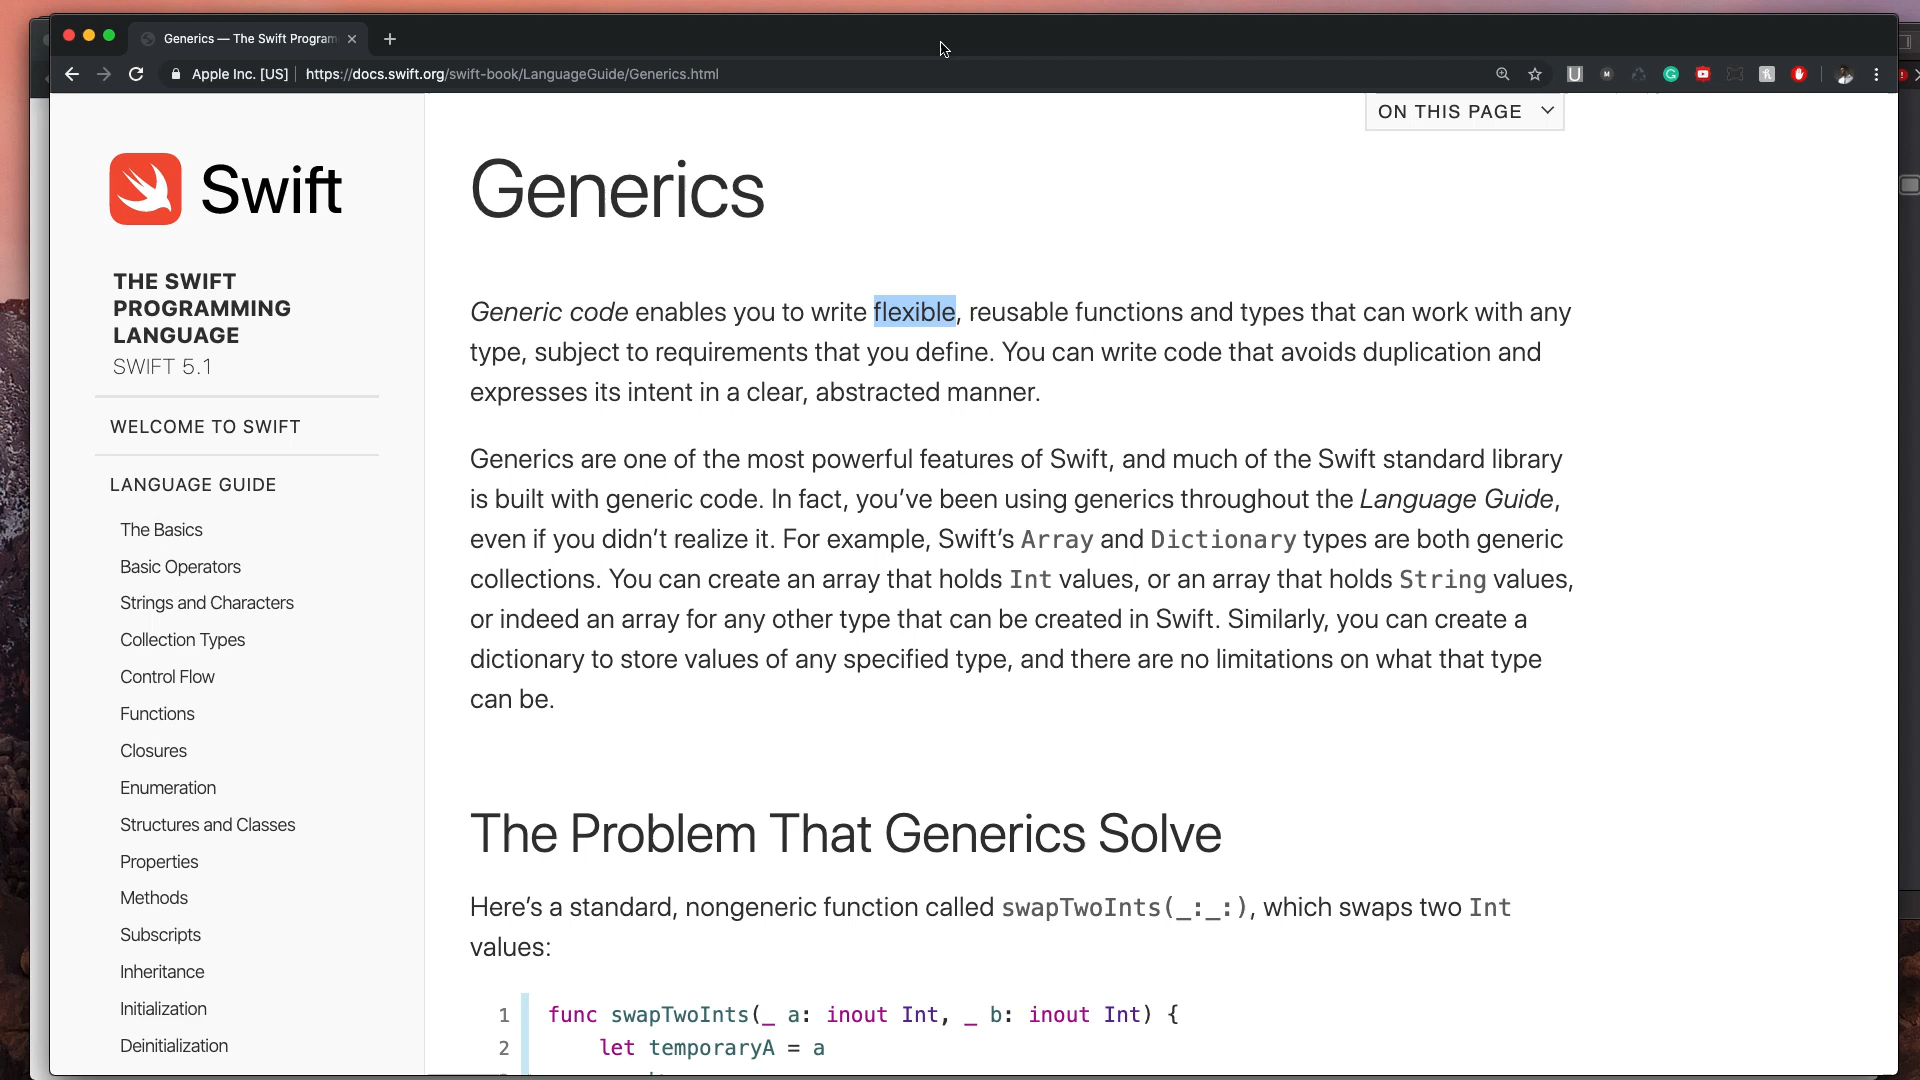 Generics — The Swift Program
Apple Inc. [US]
https://docs.swift.org/swift-book/LanguageGuide/Generics.html
ON THIS PAGE
Swift
THE SWIFT
PROGRAMMING
LANGUAGE
SWIFT 5.1
WELCOME TO SWIFT
LANGUAGE GUIDE
The Basics
Basic Operators
Strings and Characters
Collection Types
Control Flow
Functions
Closures
Enumeration
Structures and Classes
Properties
Methods
Subscripts
Inheritance
Initialization
Deinitialization
Generics
Generic code enables you to write flexible, reusable functions and types that can work with any
type, subject to requirements that you define. You can write code that avoids duplication and
expresses its intent in a clear, abstracted manner.
Generics are one of the most powerful features of Swift, and much of the Swift standard library
is built with generic code. In fact, you’ve been using generics throughout the Language Guide,
even if you didn’t realize it. For example, Swift’s Array and Dictionary types are both generic
collections. You can create an array that holds Int values, or an array that holds String values,
or indeed an array for any other type that can be created in Swift. Similarly, you can create a
dictionary to store values of any specified type, and there are no limitations on what that type
can be.
The Problem That Generics Solve
Here’s a standard, nongeneric function called swapTwoInts(_:_:), which swaps two Int
values:
1 func swapTwoInts(_ a: inout Int, _ b: inout Int) {
2 let temporaryA = a